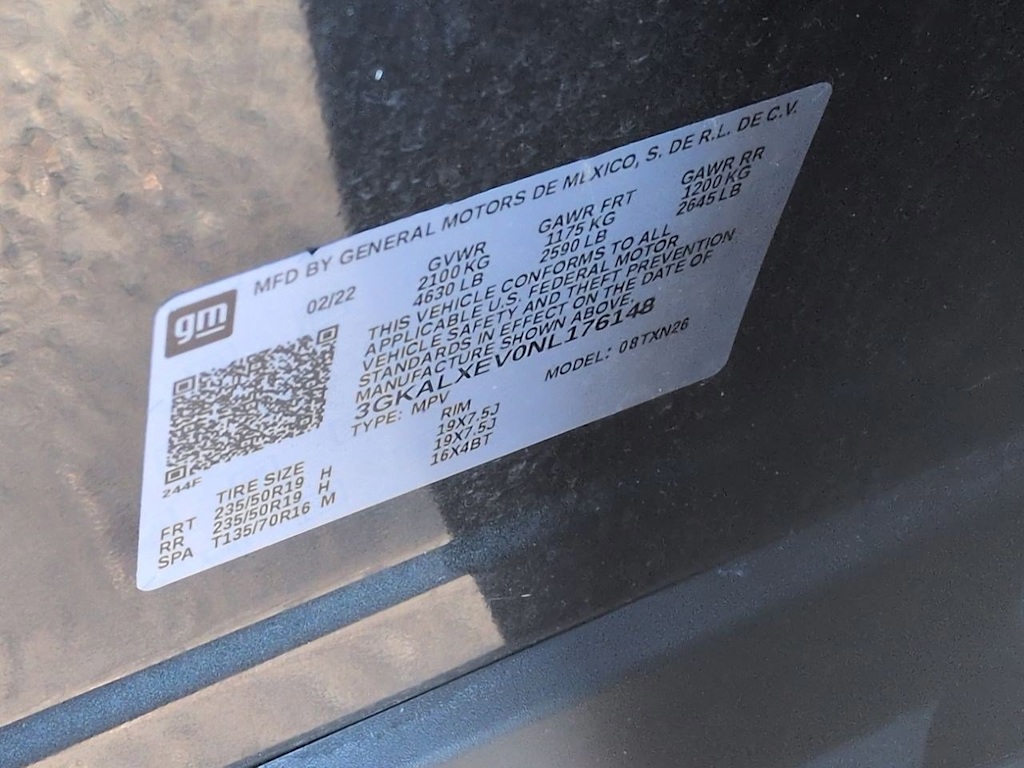 MFD BY GENERAL MOTORS DE MEXICO, S. DE R.L. DE C.V.
gm
02/22 GVWR GAWR FRT GAWR RR
2100 KG 1175 KG 1200 KG
4630 LB 2590 LB 2645 LB
THIS VEHICLE CONFORMS TO ALL
APPLICABLE U.S. FEDERAL MOTOR
VEHICLE SAFETY AND THEFT PREVENTION
STANDARDS IN EFFECT ON THE DATE OF
MANUFACTURE SHOWN ABOVE.
3GKALXEV0NL176148
TYPE: MPV MODEL: 08TXN26
244F
TIRE SIZE RIM
FRT 235/50R19 H 19X7.5J
RR 235/50R19 H 19X7.5J
SPA T135/70R16 M 16X4BT